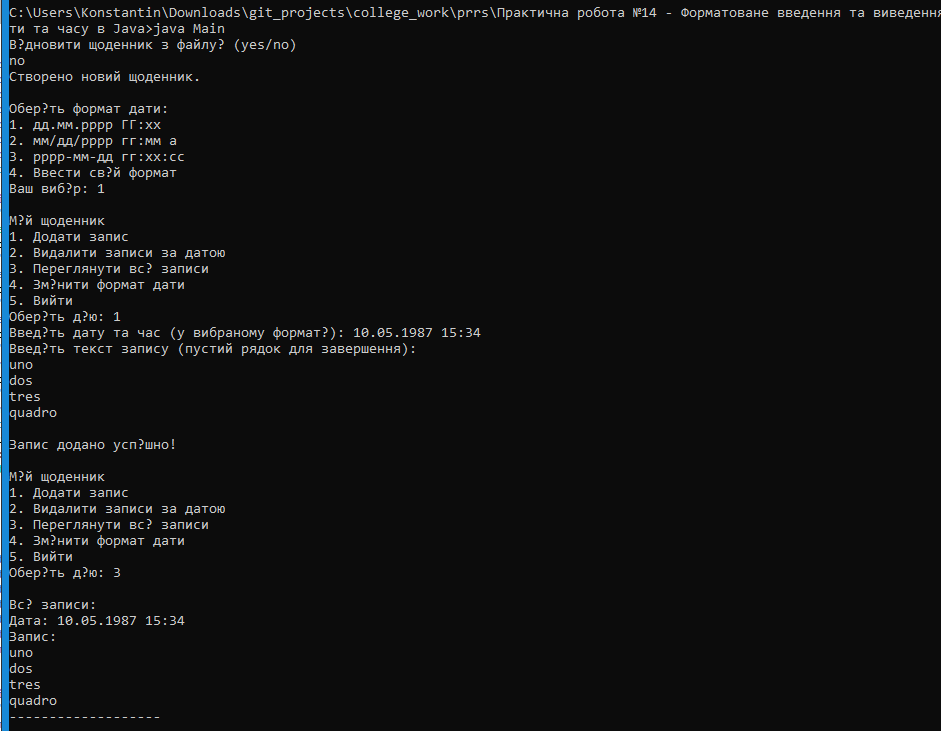 C:\Users\Konstantin\Downloads\git_projects\college_work\prrs\Практична робота №14 - Форматоване введення та виведення
ти та часу в Java>java Main
В?дновити щоденник з файлу? (yes/no)
no
Створено новий щоденник.
Обер?ть формат дати:
1. дд.мм.рррр ГГ:хх
2. мм/дд/рррр гг:мм a
3. рррр-мм-дд гг:хх:сс
4. Ввести св?й формат
Ваш виб?р: 1
М?й щоденник
1. Додати запис
2. Видалити записи за датою
3. Переглянути вс? записи
4. Зм?нити формат дати
5. Вийти
Обер?ть д?ю: 1
Введ?ть дату та час (у вибраному формат?): 10.05.1987 15:34
Введ?ть текст запису (пустий рядок для завершення):
uno
dos
tres
quadro
Запис додано усп?шно!
М?й щоденник
1. Додати запис
2. Видалити записи за датою
3. Переглянути вс? записи
4. Зм?нити формат дати
5. Вийти
Обер?ть д?ю: 3
Вс? записи:
Дата: 10.05.1987 15:34
Запис:
uno
dos
tres
quadro
-------------------